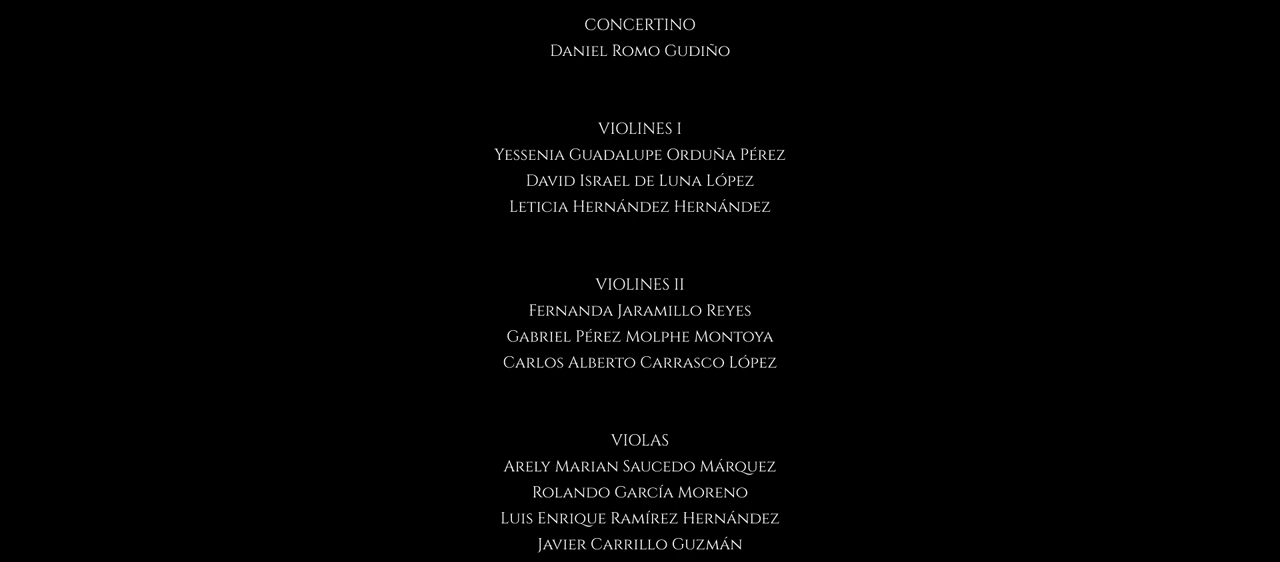 CONCERTINO
Daniel Romo Gudiño
VIOLINES I
Yessenia Guadalupe Orduña Pérez
David Israel de Luna López
Leticia Hernández Hernández
VIOLINES II
Fernanda Jaramillo Reyes
Gabriel Pérez Molphe Montoya
Carlos Alberto Carrasco López
VIOLAS
Arely Marian Saucedo Márquez
Rolando García Moreno
Luis Enrique Ramírez Hernández
Javier Carrillo Guzmán